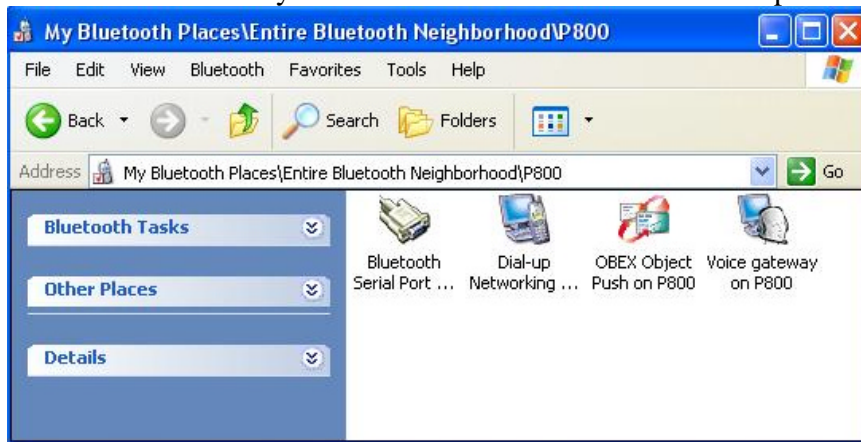 My Bluetooth Places\Entire Bluetooth Neighborhood\P800
File Edit View Bluetooth Favorites Tools Help
Back Search Folders
Address My Bluetooth Places\Entire Bluetooth Neighborhood\P800 Go
Bluetooth Tasks
Other Places
Details
Bluetooth Serial Port ...
Dial-up Networking ...
OBEX Object Push on P800
Voice gateway on P800